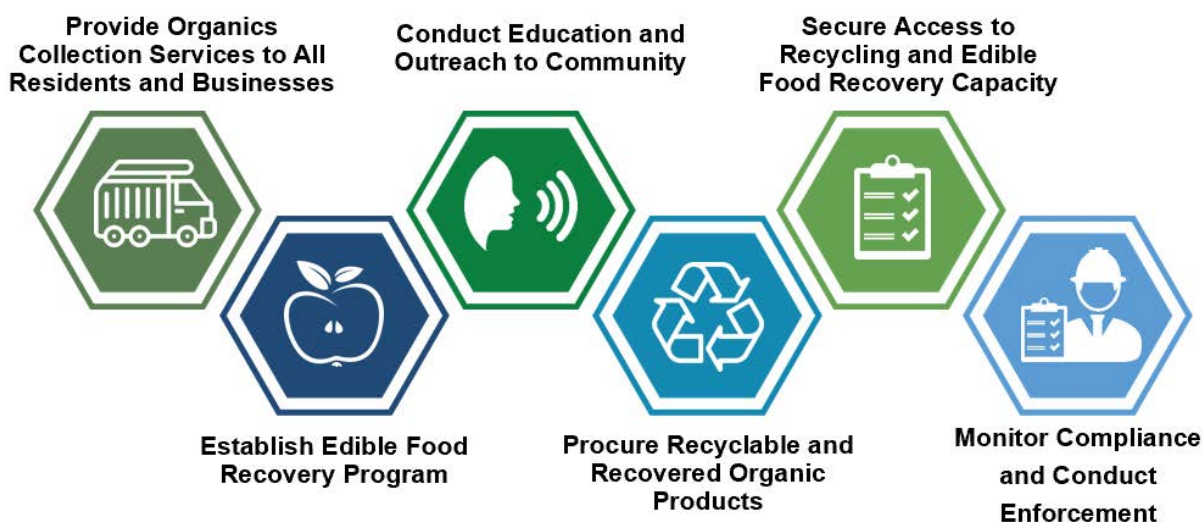 Provide Organics
Collection Services to All
Residents and Businesses
Conduct Education and
Outreach to Community
Secure Access to
Recycling and Edible
Food Recovery Capacity
Establish Edible Food
Recovery Program
Procure Recyclable and
Recovered Organic
Products
Monitor Compliance
and Conduct
Enforcement